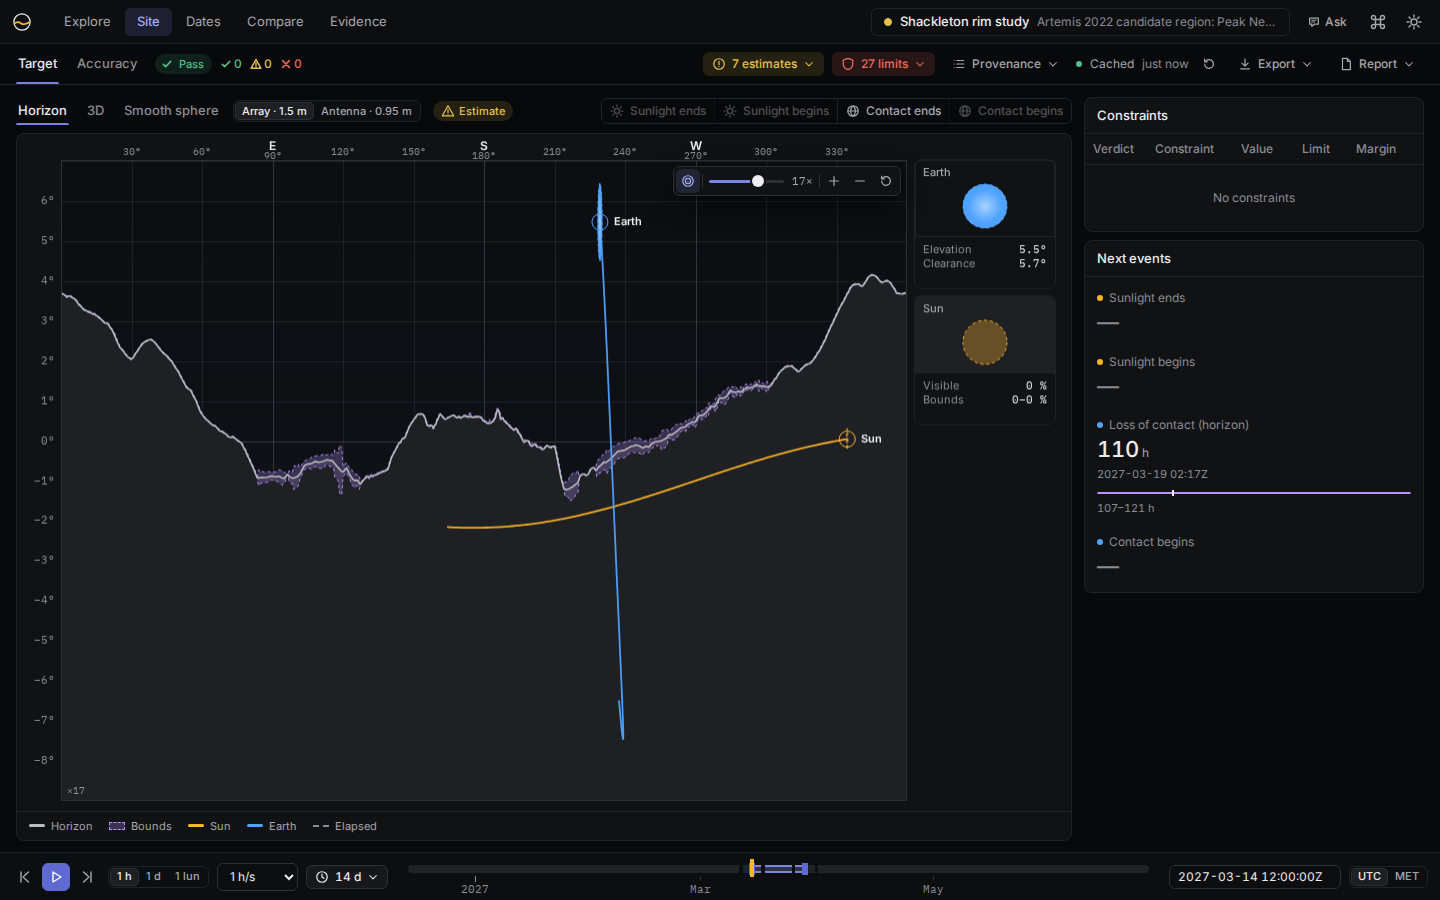 Explore Site Dates Compare Evidence
Shackleton rim study Artemis 2022 candidate region: Peak Ne... Ask
Target Accuracy Pass 0 0 0
7 estimates 27 limits Provenance Cached just now Export Report
Horizon 3D Smooth sphere Array · 1.5 m Antenna · 0.95 m Estimate
Sunlight ends Sunlight begins Contact ends Contact begins
E S W
30° 60° 90° 120° 150° 180° 210° 240° 270° 300° 330°
17×
6°
5°
4°
3°
2°
1°
0°
−1°
−2°
−3°
−4°
−5°
−6°
−7°
−8°
Earth
Sun
×17
Horizon Bounds Sun Earth Elapsed
Earth
Elevation 5.5°
Clearance 5.7°
Sun
Visible 0 %
Bounds 0–0 %
Constraints
Verdict Constraint Value Limit Margin
No constraints
Next events
Sunlight ends
—
Sunlight begins
—
Loss of contact (horizon)
110 h
2027-03-19 02:17Z
107–121 h
Contact begins
—
1 h 1 d 1 lun 1 h/s 14 d
2027 Mar May
2027-03-14 12:00:00Z UTC MET